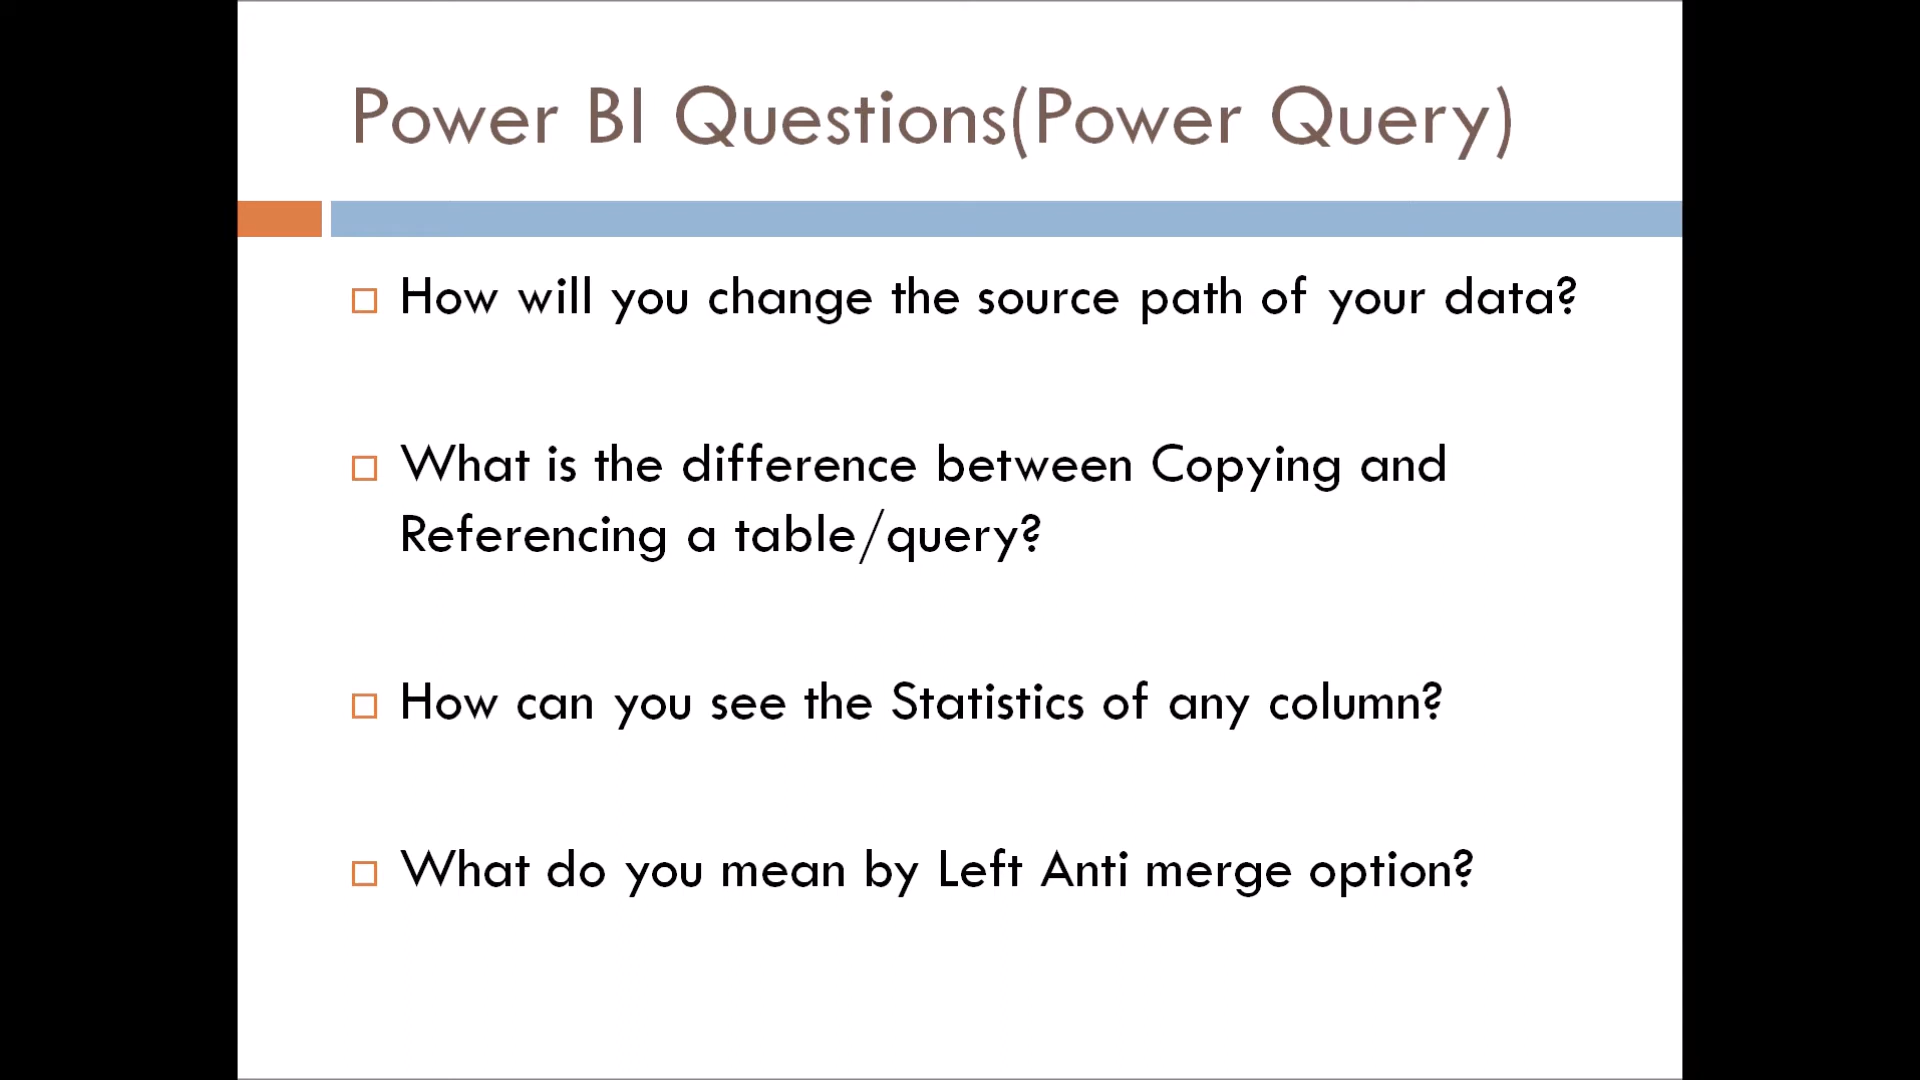 Power BI Questions(Power Query)
How will you change the source path of your data?
What is the difference between Copying and
Referencing a table/query?
How can you see the Statistics of any column?
What do you mean by Left Anti merge option?